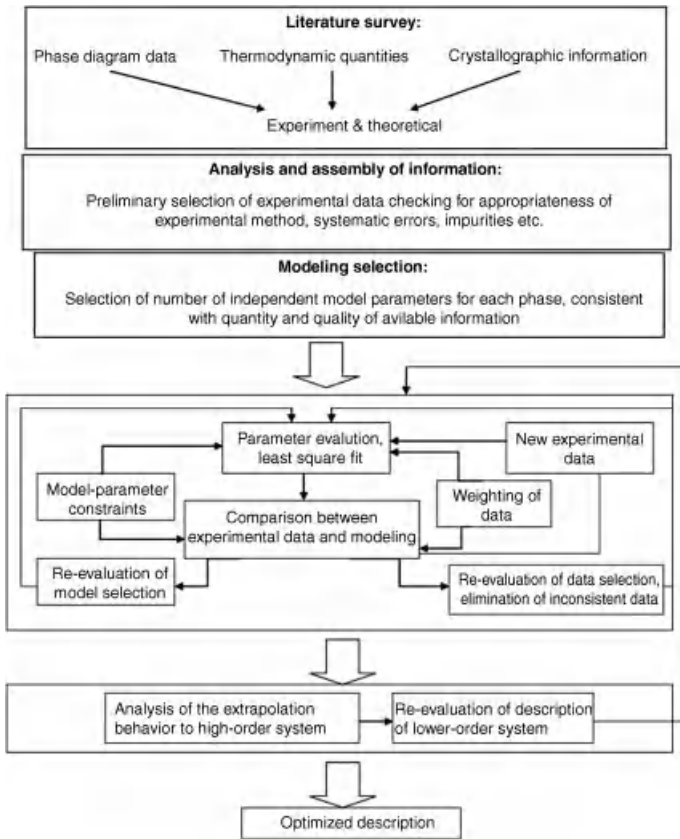 Literature survey:
Phase diagram data
Thermodynamic quantities
Crystallographic information
Experiment & theoretical
Analysis and assembly of information:
Preliminary selection of experimental data checking for appropriateness of
experimental method, systematic errors, impurities etc.
Modeling selection:
Selection of number of independent model parameters for each phase, consistent
with quantity and quality of avilable information
Parameter evalution,
least square fit
New experimental
data
Model-parameter
constraints
Weighting of
data
Comparison between
experimental data and modeling
Re-evaluation of
model selection
Re-evaluation of data selection,
elimination of inconsistent data
Analysis of the extrapolation
behavior to high-order system
Re-evaluation of description
of lower-order system
Optimized description